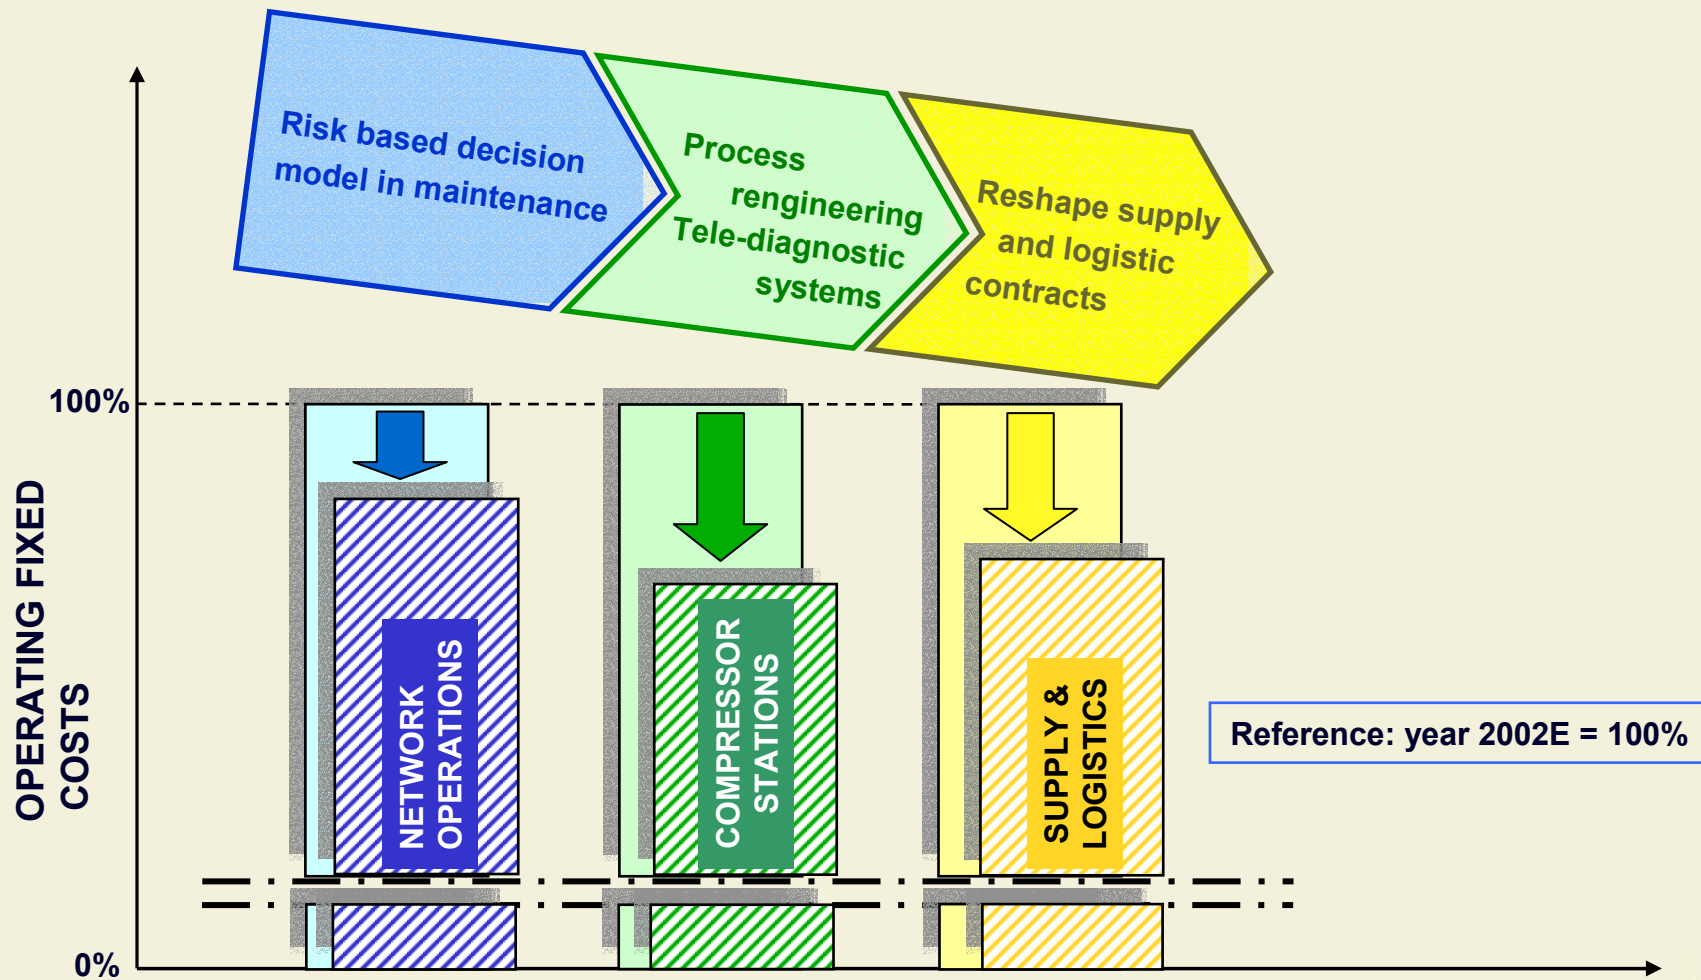 Risk based decision
model in maintenance
Process
rengineering
Tele-diagnostic
systems
Reshape supply
and logistic
contracts
100%
OPERATING FIXED
COSTS
NETWORK
OPERATIONS
COMPRESSOR
STATIONS
SUPPLY &
LOGISTICS
Reference: year 2002E = 100%
0%